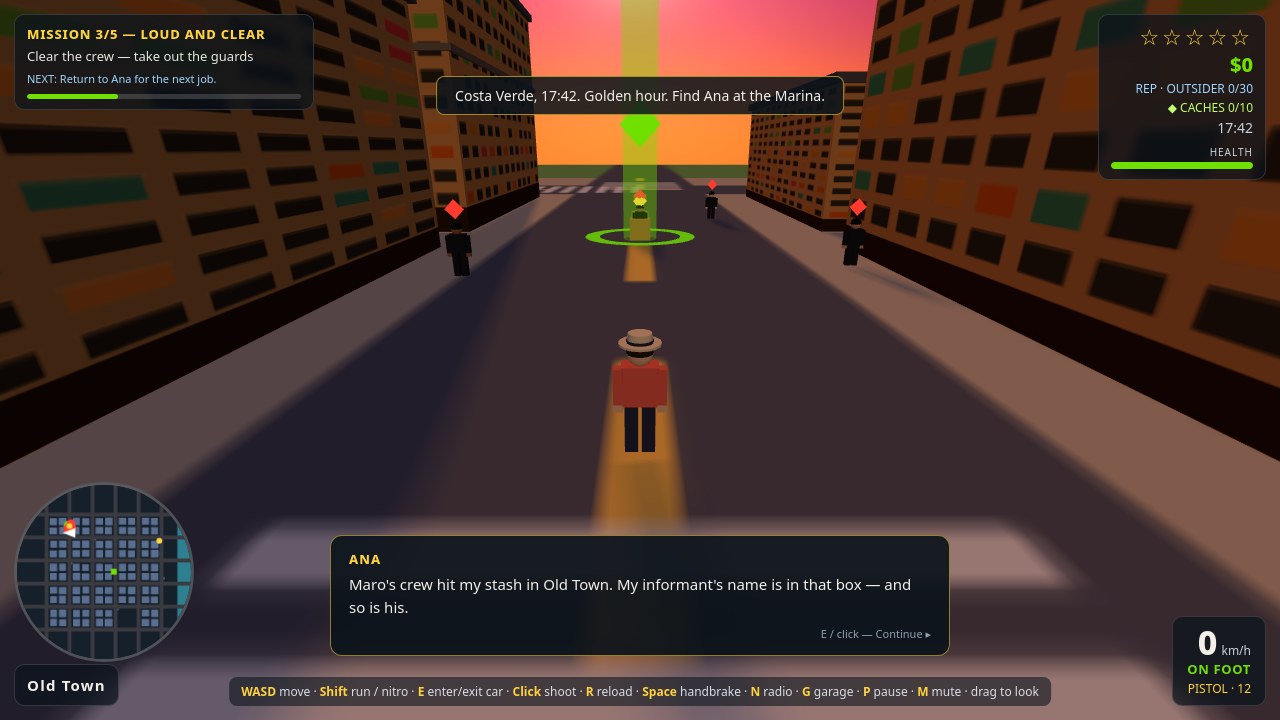 MISSION 3/5 — LOUD AND CLEAR
Clear the crew — take out the guards
NEXT: Return to Ana for the next job.
Costa Verde, 17:42. Golden hour. Find Ana at the Marina.
☆☆☆☆☆
$0
REP · OUTSIDER 0/30
◆ CACHES 0/10
17:42
HEALTH
ANA
Maro's crew hit my stash in Old Town. My informant's name is in that box — and
so is his.
E / click — Continue ▸
Old Town
WASD move · Shift run / nitro · E enter/exit car · Click shoot · R reload · Space handbrake · N radio · G garage · P pause · M mute · drag to look
0 km/h
ON FOOT
PISTOL · 12